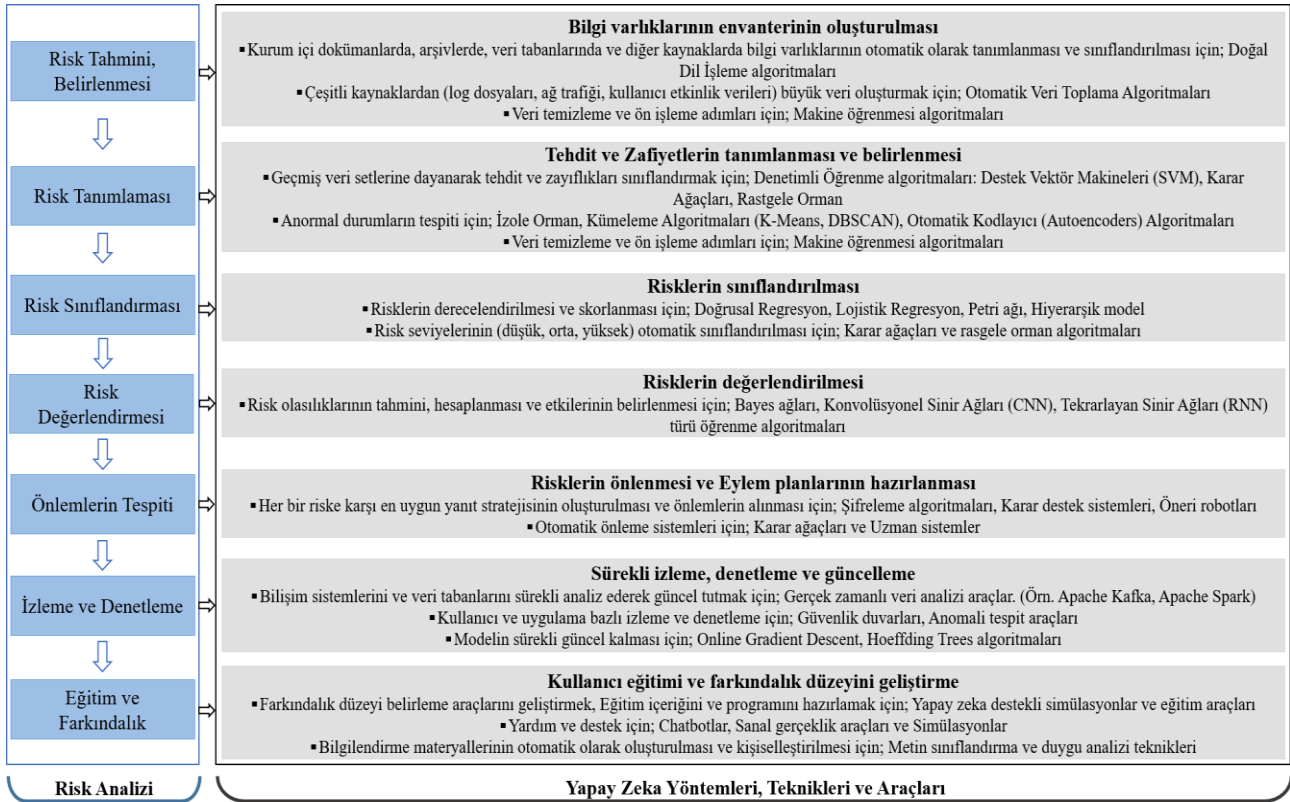 Risk Tahmini,
Belirlenmesi
Bilgi varlıklarının envanterinin oluşturulması
▪Kurum içi dokümanlarda, arşivlerde, veri tabanlarında ve diğer kaynaklarda bilgi varlıklarının otomatik olarak tanımlanması ve sınıflandırılması için; Doğal
Dil İşleme algoritmaları
▪Çeşitli kaynaklardan (log dosyaları, ağ trafiği, kullanıcı etkinlik verileri) büyük veri oluşturmak için; Otomatik Veri Toplama Algoritmaları
▪Veri temizleme ve ön işleme adımları için; Makine öğrenmesi algoritmaları
Risk Tanımlaması
Tehdit ve Zafiyetlerin tanımlanması ve belirlenmesi
▪Geçmiş veri setlerine dayanarak tehdit ve zayıflıkları sınıflandırmak için; Denetimli Öğrenme algoritmaları: Destek Vektör Makineleri (SVM), Karar
Ağaçları, Rastgele Orman
▪Anormal durumların tespiti için; İzole Orman, Kümeleme Algoritmaları (K-Means, DBSCAN), Otomatik Kodlayıcı (Autoencoders) Algoritmaları
▪Veri temizleme ve ön işleme adımları için; Makine öğrenmesi algoritmaları
Risk Sınıflandırması
Risklerin sınıflandırılması
▪Risklerin derecelendirilmesi ve skorlanması için; Doğrusal Regresyon, Lojistik Regresyon, Petri ağı, Hiyerarşik model
▪Risk seviyelerinin (düşük, orta, yüksek) otomatik sınıflandırılması için; Karar ağaçları ve rasgele orman algoritmaları
Risk
Değerlendirmesi
Risklerin değerlendirilmesi
▪Risk olasılıklarının tahmini, hesaplanması ve etkilerinin belirlenmesi için; Bayes ağları, Konvolüsyonel Sinir Ağları (CNN), Tekrarlayan Sinir Ağları (RNN)
türü öğrenme algoritmaları
Önlemlerin Tespiti
Risklerin önlenmesi ve Eylem planlarının hazırlanması
▪Her bir riske karşı en uygun yanıt stratejisinin oluşturulması ve önlemlerin alınması için; Şifreleme algoritmaları, Karar destek sistemleri, Öneri robotları
▪Otomatik önleme sistemleri için; Karar ağaçları ve Uzman sistemler
İzleme ve Denetleme
Sürekli izleme, denetleme ve güncelleme
▪Bilişim sistemlerini ve veri tabanlarını sürekli analiz ederek güncel tutmak için; Gerçek zamanlı veri analizi araçlar. (Örn. Apache Kafka, Apache Spark)
▪Kullanıcı ve uygulama bazlı izleme ve denetleme için; Güvenlik duvarları, Anomali tespit araçları
▪Modelin sürekli güncel kalması için; Online Gradient Descent, Hoeffding Trees algoritmaları
Eğitim ve
Farkındalık
Kullanıcı eğitimi ve farkındalık düzeyini geliştirme
▪Farkındalık düzeyi belirleme araçlarını geliştirmek, Eğitim içeriğini ve programını hazırlamak için; Yapay zeka destekli simülasyonlar ve eğitim araçları
▪Yardım ve destek için; Chatbotlar, Sanal gerçeklik araçları ve Simülasyonlar
▪Bilgilendirme materyallerinin otomatik olarak oluşturulması ve kişiselleştirilmesi için; Metin sınıflandırma ve duygu analizi teknikleri
Risk Analizi
Yapay Zeka Yöntemleri, Teknikleri ve Araçları